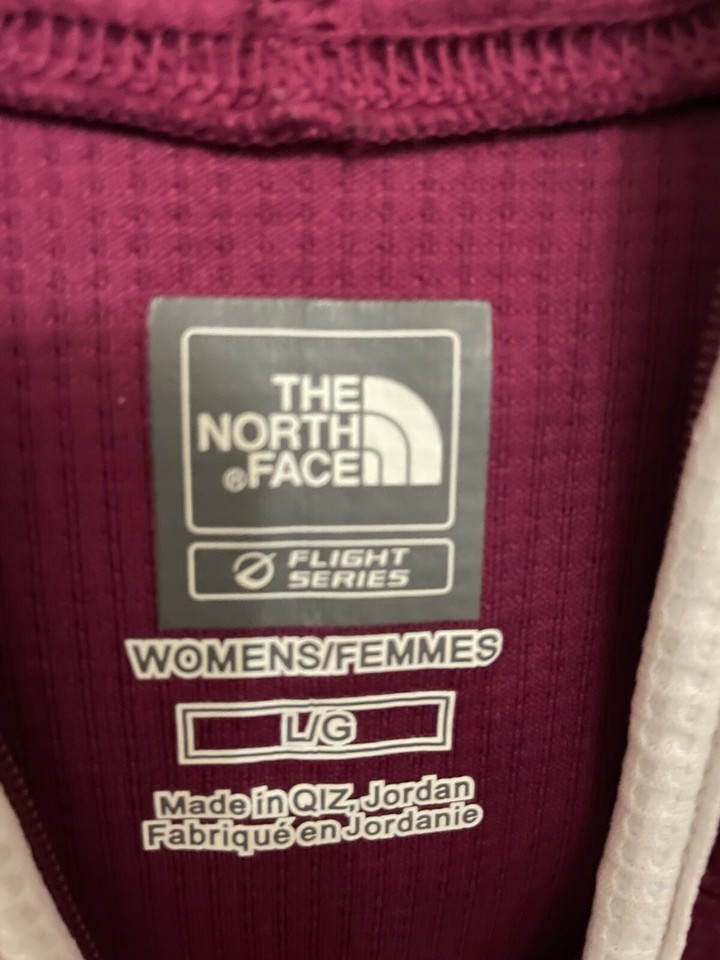 THE
NORTH
®FACE
FLIGHT
SERIES
WOMENS/FEMMES
L/G
Made in QIZ, Jordan
Fabriqué en Jordanie